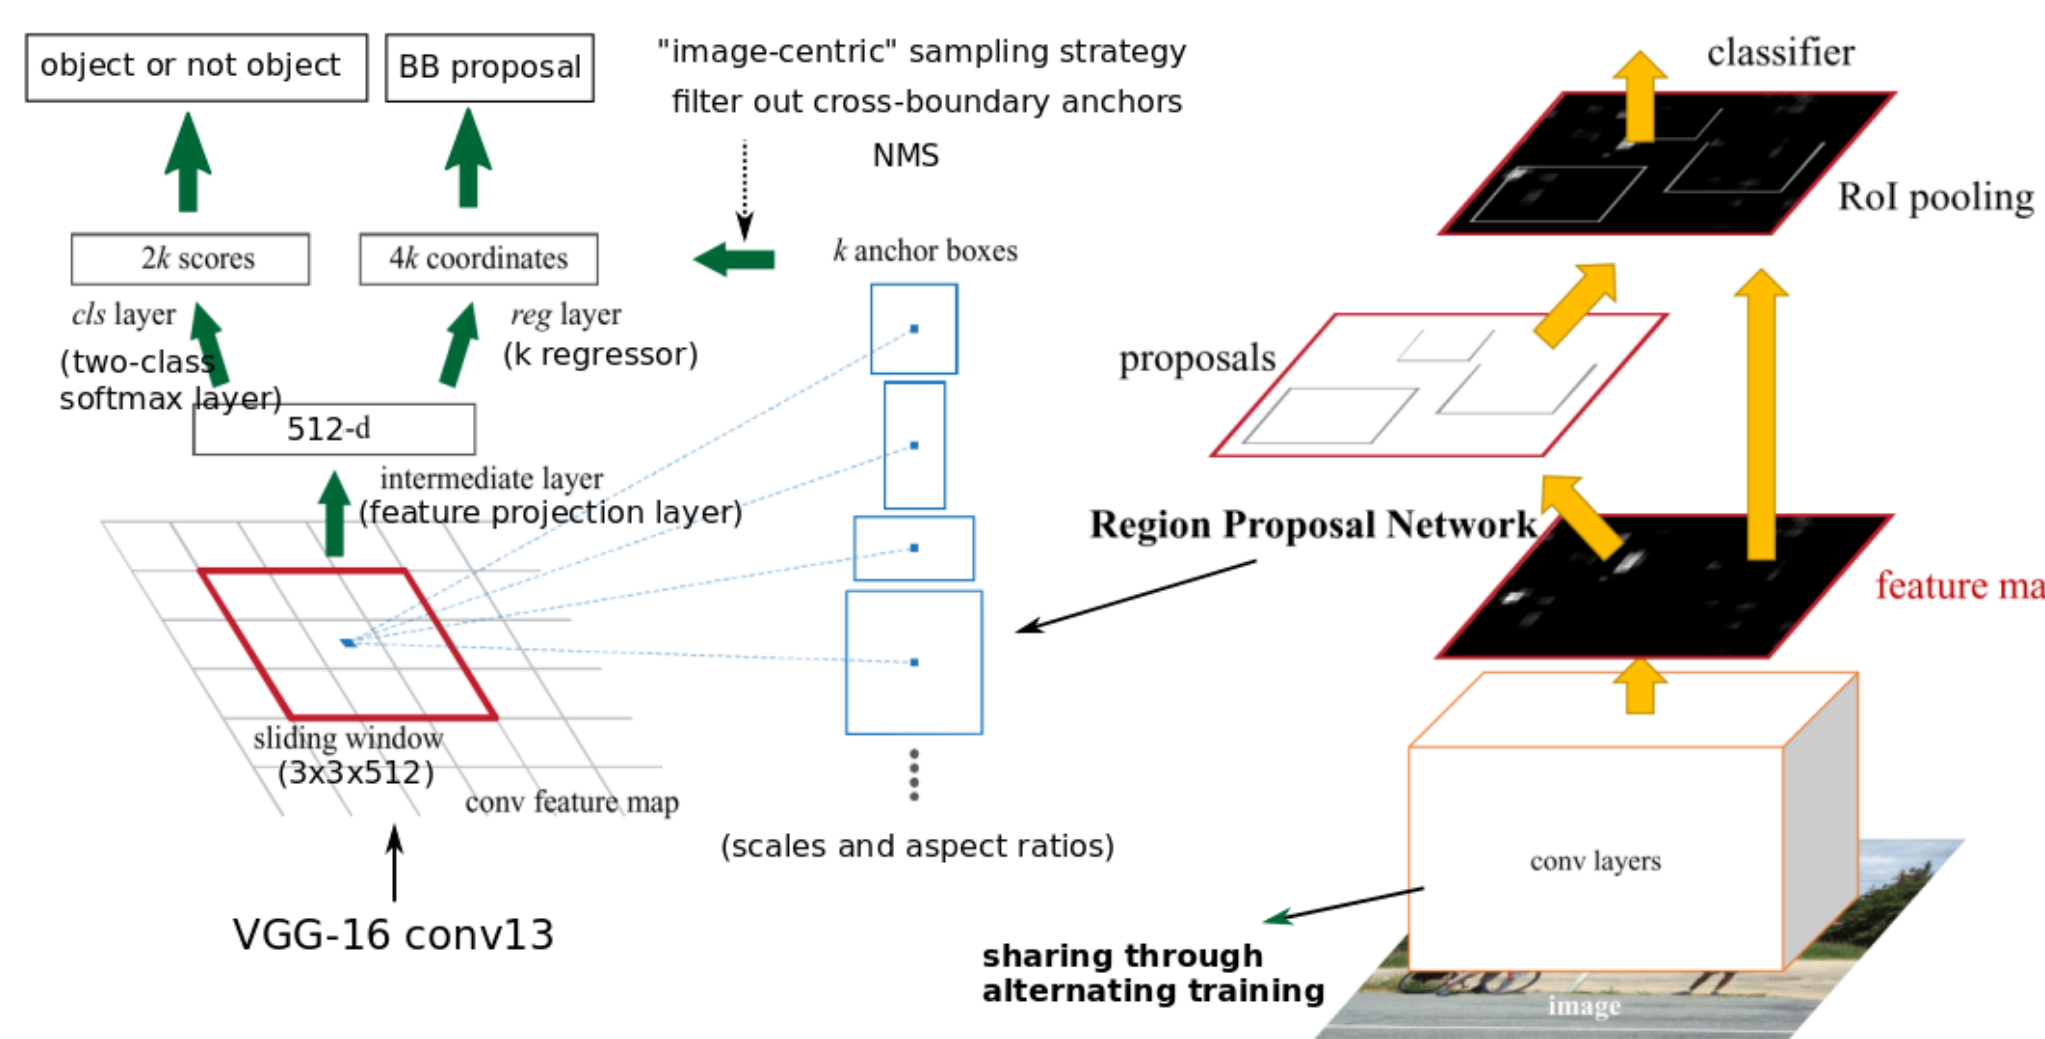 object or not object
BB proposal
"image-centric" sampling strategy
filter out cross-boundary anchors
NMS
2k scores
4k coordinates
k anchor boxes
cls layer
(two-class
softmax layer)
reg layer
(k regressor)
512-d
intermediate layer
(feature projection layer)
sliding window
(3x3x512)
conv feature map
VGG-16 conv13
(scales and aspect ratios)
classifier
RoI pooling
proposals
Region Proposal Network
feature ma
conv layers
sharing through
alternating training
image